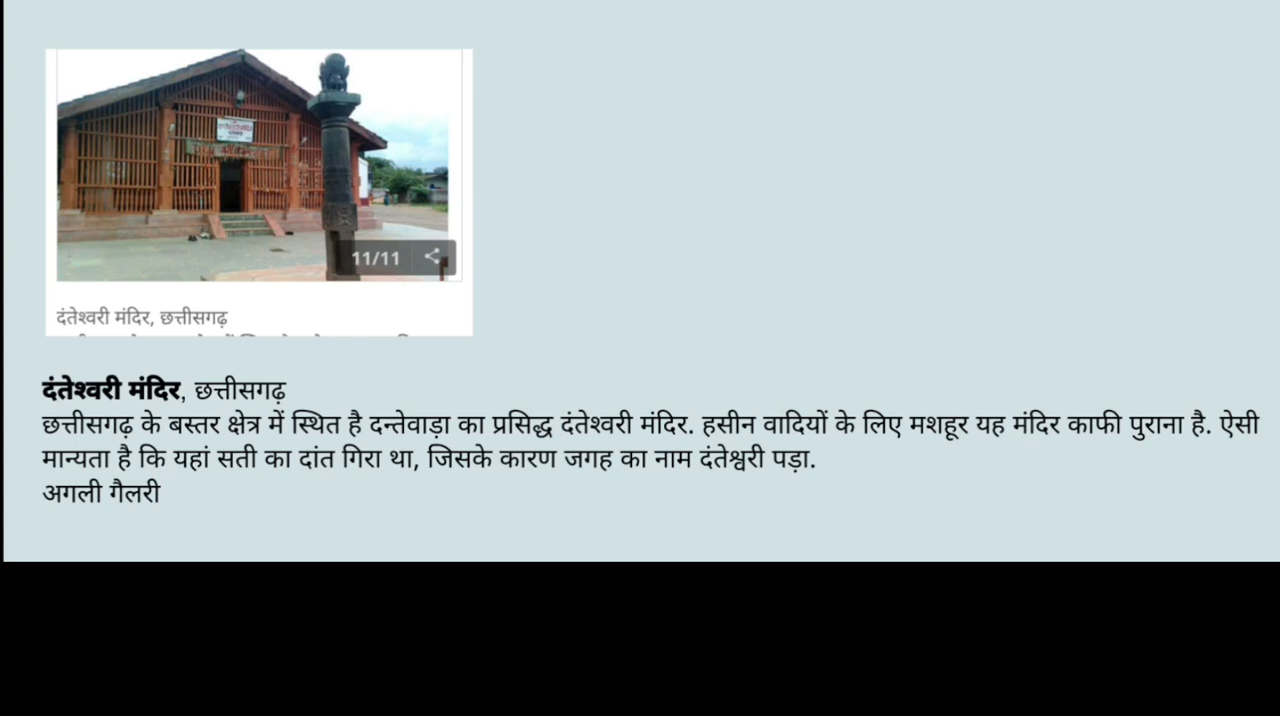 11/11
दंतेश्वरी मंदिर, छत्तीसगढ़
दंतेश्वरी मंदिर, छत्तीसगढ़
छत्तीसगढ़ के बस्तर क्षेत्र में स्थित है दन्तेवाड़ा का प्रसिद्ध दंतेश्वरी मंदिर. हसीन वादियों के लिए मशहूर यह मंदिर काफी पुराना है. ऐसी
मान्यता है कि यहां सती का दांत गिरा था, जिसके कारण जगह का नाम दंतेश्वरी पड़ा.
अगली गैलरी